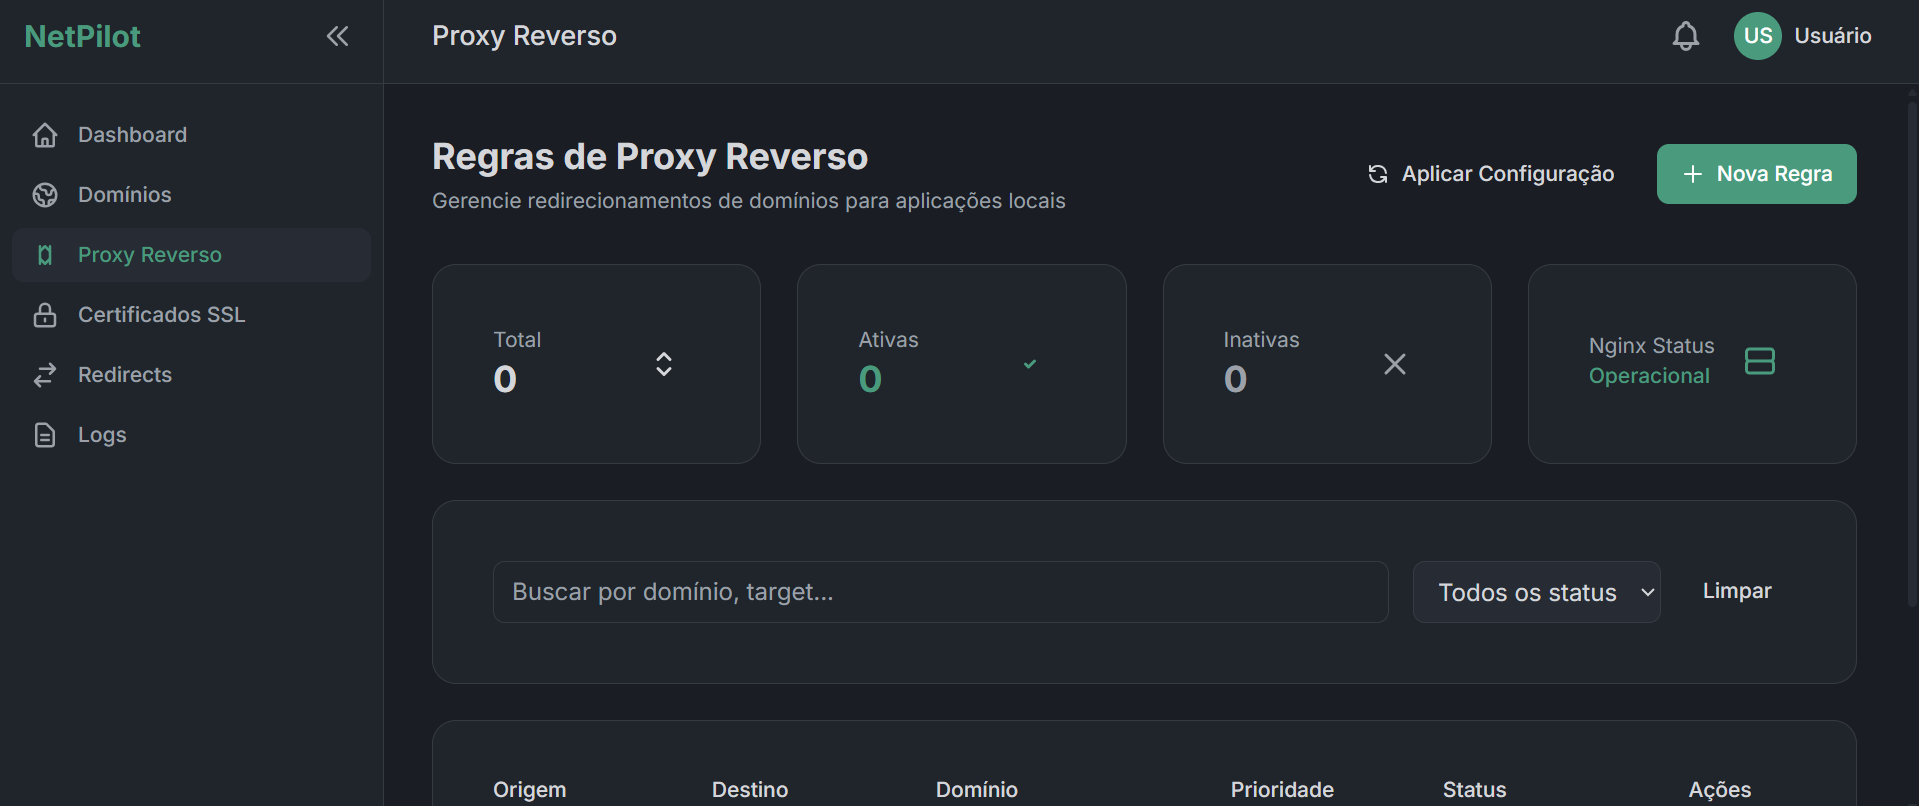 NetPilot
Proxy Reverso
US
Usuário
Dashboard
Domínios
Proxy Reverso
Certificados SSL
Redirects
Logs
Regras de Proxy Reverso
Gerencie redirecionamentos de domínios para aplicações locais
Aplicar Configuração
Nova Regra
Total
0
Ativas
0
Inativas
0
Nginx Status
Operacional
Buscar por domínio, target...
Todos os status
Limpar
Origem Destino Domínio Prioridade Status Ações